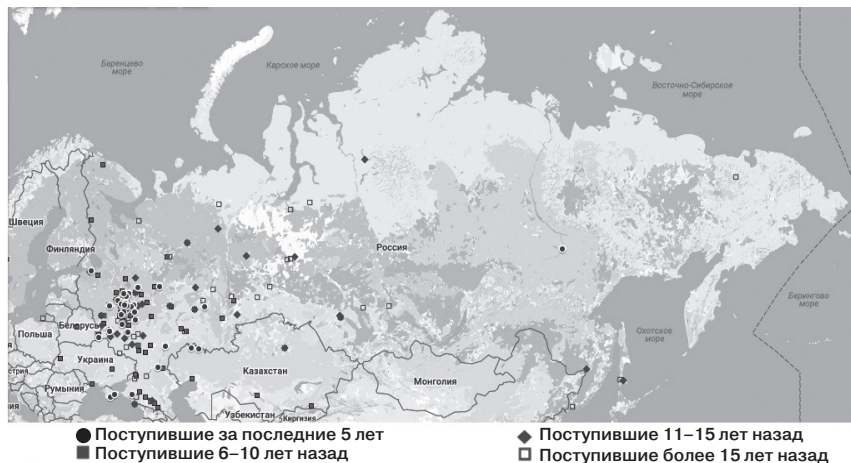 Баренцево
море
Карское море
Восточно-Сибирское
море
Швеция
Финляндия
Россия
Берингово
море
Охотское
море
Польша
Беларусь
Украина
Казахстан
Румыния
Монголия
Узбекистан
Киргизия
Поступившие за последние 5 лет
Поступившие 6–10 лет назад
Поступившие 11–15 лет назад
Поступившие более 15 лет назад